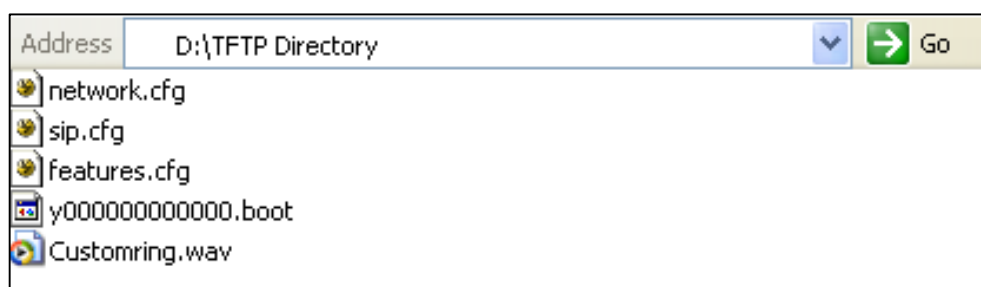 Address D:\TFTP Directory Go
network.cfg
sip.cfg
features.cfg
y000000000000.boot
Customring.wav